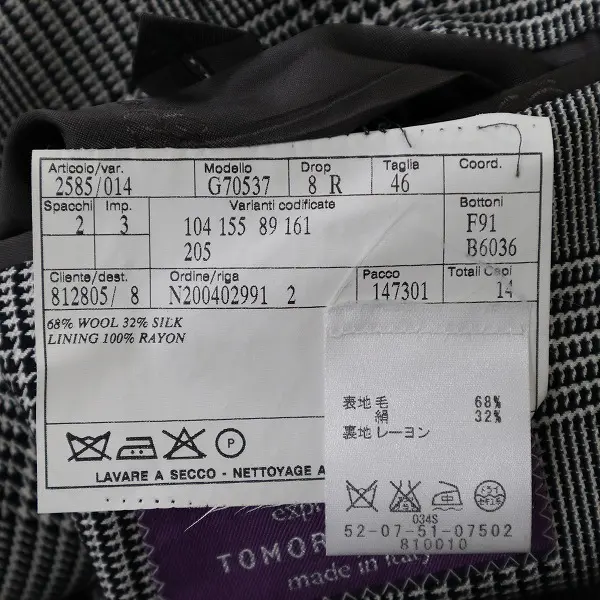 Articolo/var. Modello Drop Taglia Coord.
2585/014 G70537 8 R 46
Spacchi Imp. Varianti codificate Bottoni
2 3 104 155 89 161 F91
205 B6036
Cliente/dest. Ordine/riga Pacco Totali Capi
812805/ 8 N200402991 2 147301 14
68% WOOL 32% SILK
LINING 100% RAYON
P
LAVARE A SECCO - NETTOYAGE A
表地 毛 68%
絹 32%
裏地 レーヨン
034S
52-07-51-07502
810010
TOMOR
made in Italy